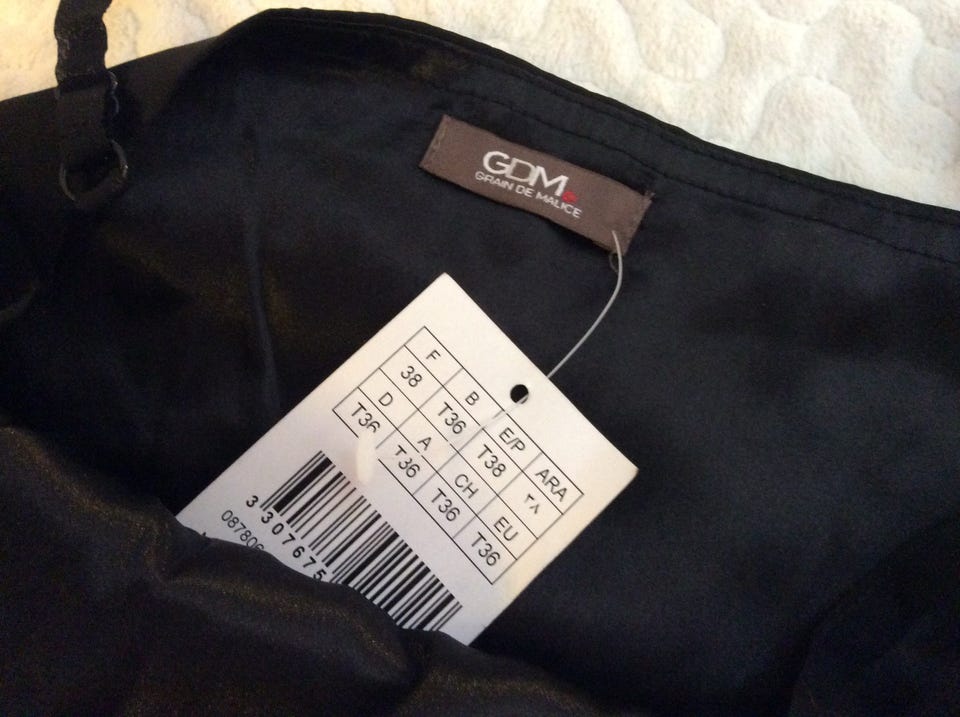 GDM
GRAIN DE MALICE
F B E/P ARA
38 T36 T38 ٣٨
D A CH EU
T36 T36 T36 T36
3 307675
087806